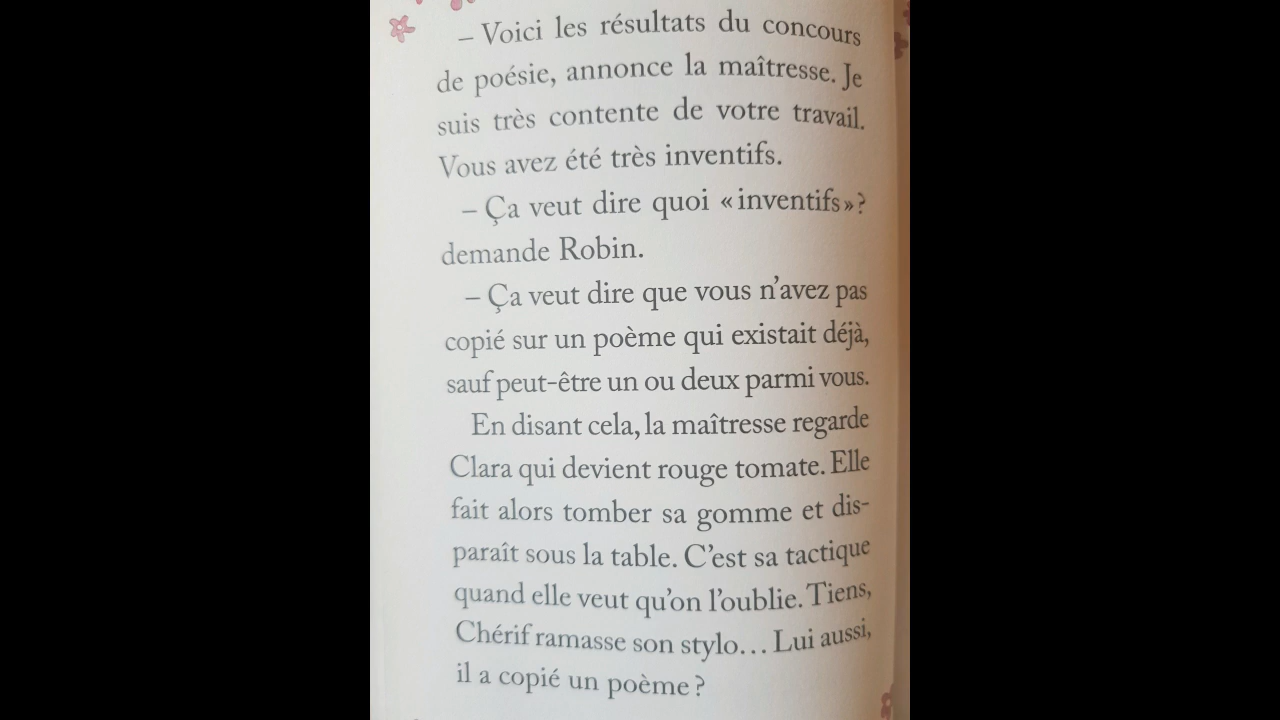 – Voici les résultats du concours
de poésie, annonce la maîtresse. Je
suis très contente de votre travail.
Vous avez été très inventifs.
– Ça veut dire quoi « inventifs » ?
demande Robin.
– Ça veut dire que vous n’avez pas
copié sur un poème qui existait déjà,
sauf peut-être un ou deux parmi vous.
En disant cela, la maîtresse regarde
Clara qui devient rouge tomate. Elle
fait alors tomber sa gomme et dis-
paraît sous la table. C’est sa tactique
quand elle veut qu’on l’oublie. Tiens,
Chérif ramasse son stylo… Lui aussi,
il a copié un poème ?